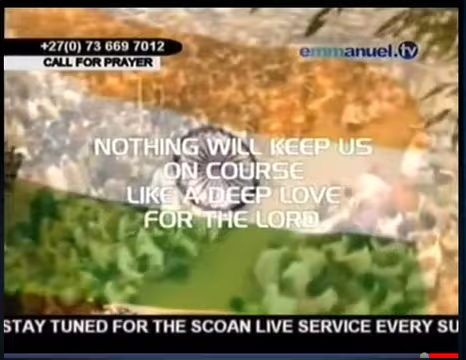 +27(0) 73 669 7012
CALL FOR PRAYER
emmanuel.tv
NOTHING WILL KEEP US
ON COURSE
LIKE A DEEP LOVE
FOR THE LORD
STAY TUNED FOR THE SCOAN LIVE SERVICE EVERY SU